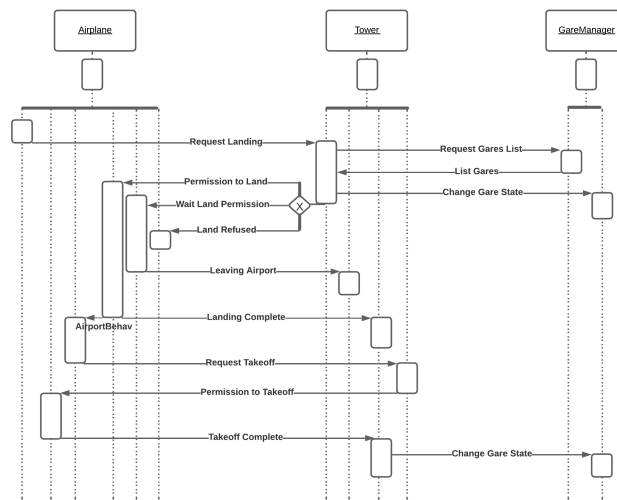 Airplane
Tower
GareManager
Request Landing
Request Gares List
List Gares
Permission to Land
Change Gare State
Wait Land Permission
X
Land Refused
Leaving Airport
Landing Complete
AirportBehav
Request Takeoff
Permission to Takeoff
Takeoff Complete
Change Gare State